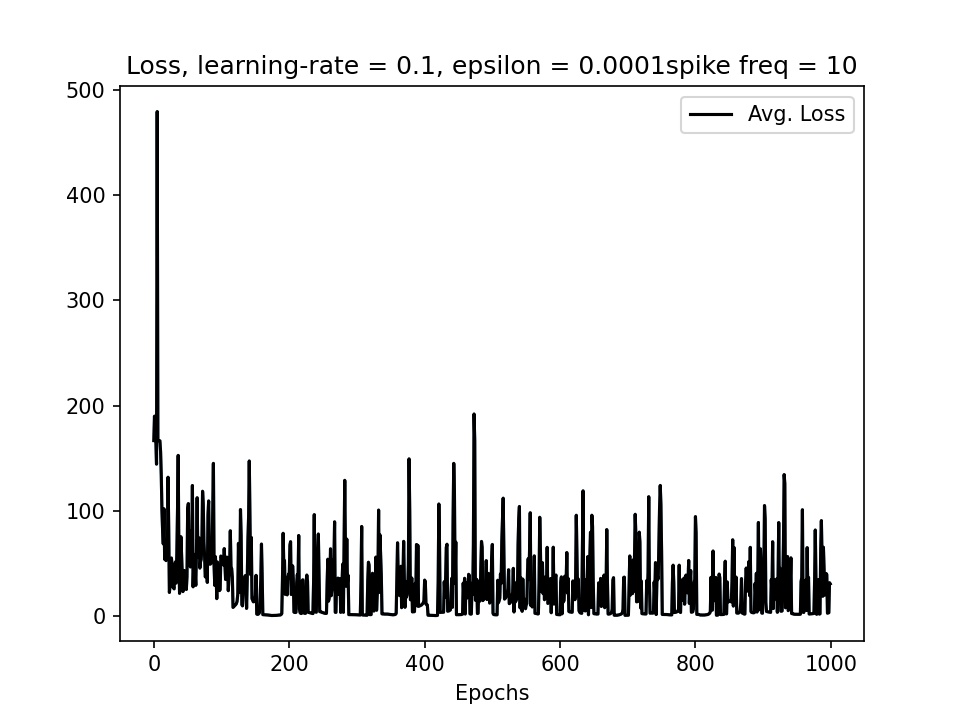 Loss, learning-rate = 0.1, epsilon = 0.0001spike freq = 10
Avg. Loss
500
400
300
200
100
0
0 200 400 600 800 1000
Epochs